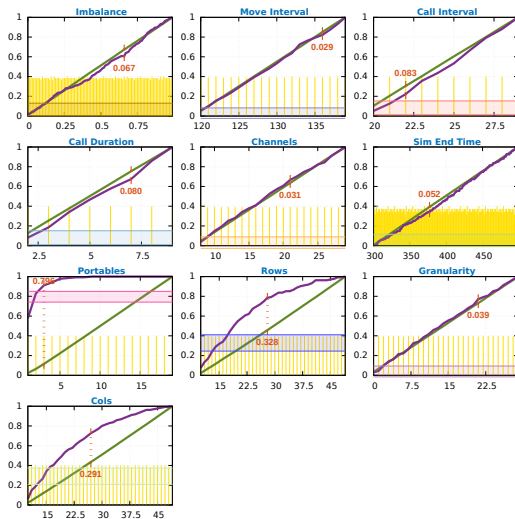 Imbalance Move Interval Call Interval
1 1 1
0.8 0.8 0.8
0.6 0.6 0.6
0.4 0.4 0.4
0.2 0.2 0.2
0 0 0
0.067 0.029 0.083
0 0.25 0.5 0.75 120 125 130 135 20 22 24 26 28
Call Duration Channels Sim End Time
1 1 1
0.8 0.8 0.8
0.6 0.6 0.6
0.4 0.4 0.4
0.2 0.2 0.2
0 0 0
0.080 0.031 0.052
2.5 5 7.5 10 15 20 25 300 350 400 450
Portables Rows Granularity
1 1 1
0.8 0.8 0.8
0.6 0.6 0.6
0.4 0.4 0.4
0.2 0.2 0.2
0 0 0
0.328 0.039
5 10 15 15 22.5 30 37.5 45 0 7.5 15 22.5
Cols
1
0.8
0.6
0.4
0.2
0
0.291
15 22.5 30 37.5 45